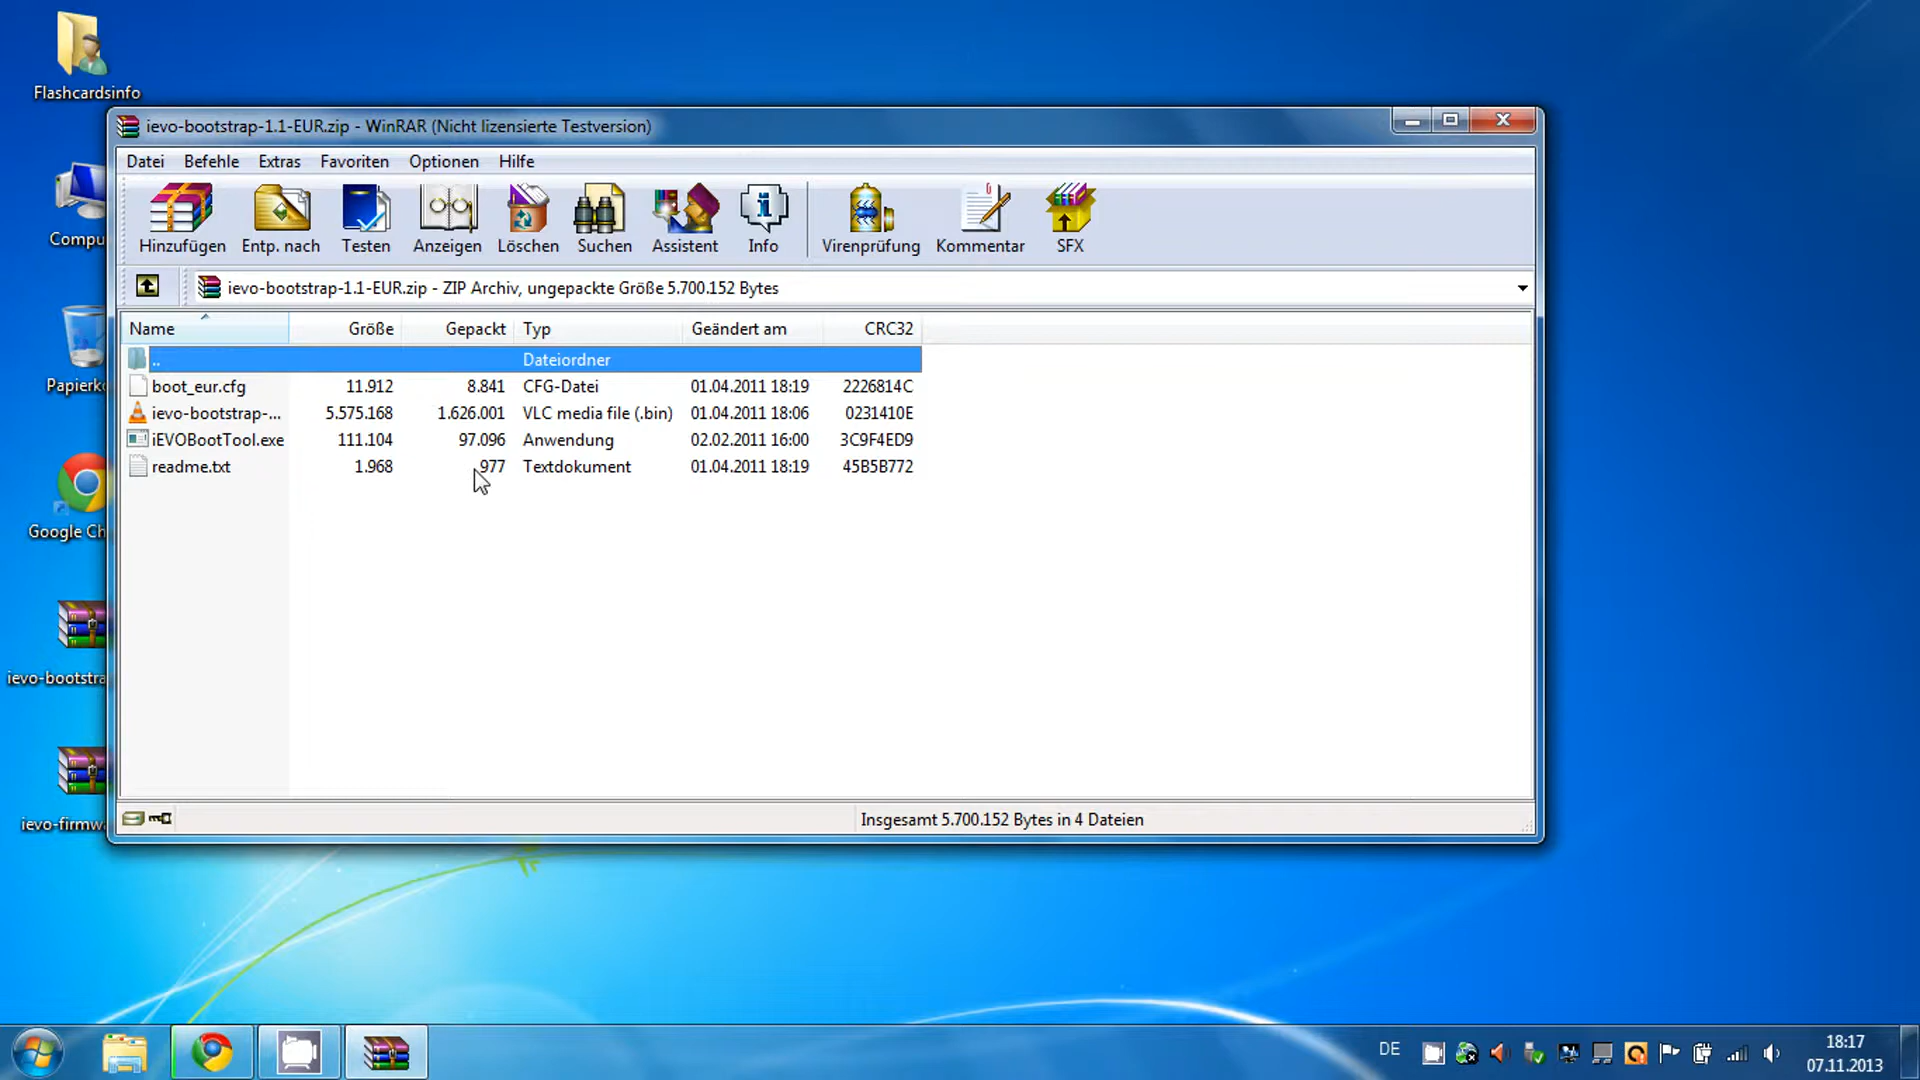 Flashcardsinfo
Compu
Papierko
Google Ch
ievo-bootstra
ievo-firmw
ievo-bootstrap-1.1-EUR.zip - WinRAR (Nicht lizensierte Testversion)
Datei Befehle Extras Favoriten Optionen Hilfe
Hinzufügen Entp. nach Testen Anzeigen Löschen Suchen Assistent Info Virenprüfung Kommentar SFX
ievo-bootstrap-1.1-EUR.zip - ZIP Archiv, ungepackte Größe 5.700.152 Bytes
Name Größe Gepackt Typ Geändert am CRC32
.. Dateiordner
boot_eur.cfg 11.912 8.841 CFG-Datei 01.04.2011 18:19 2226814C
ievo-bootstrap-... 5.575.168 1.626.001 VLC media file (.bin) 01.04.2011 18:06 0231410E
iEVOBootTool.exe 111.104 97.096 Anwendung 02.02.2011 16:00 3C9F4ED9
readme.txt 1.968 977 Textdokument 01.04.2011 18:19 45B5B772
Insgesamt 5.700.152 Bytes in 4 Dateien
DE
18:17
07.11.2013